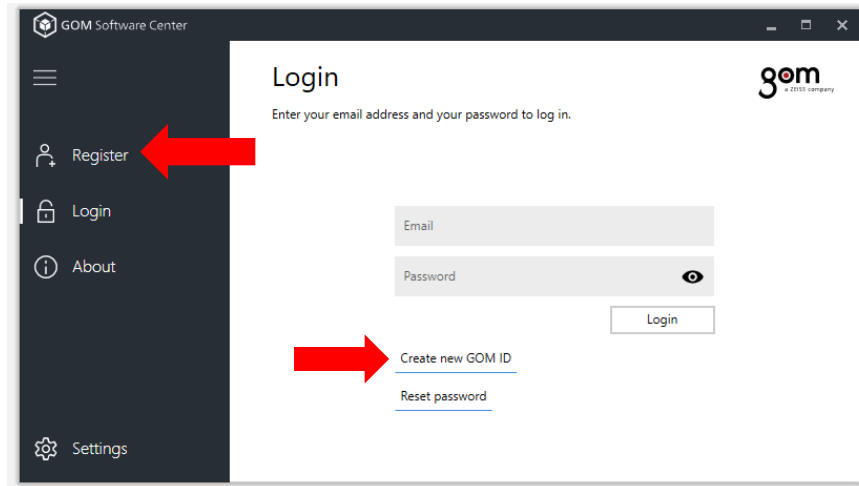 GOM Software Center
Login
gom
a ZEISS company
Enter your email address and your password to log in.
Register
Login
About
Email
Password
Login
Create new GOM ID
Reset password
Settings